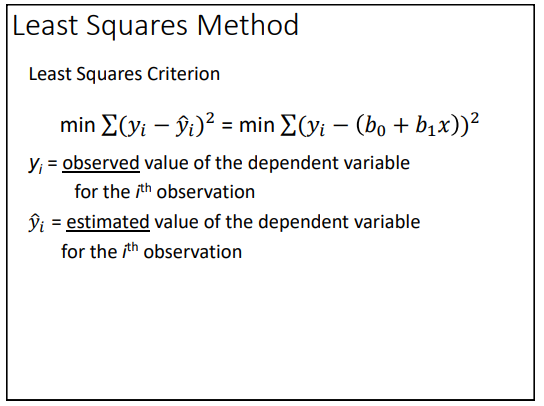 Least Squares Method
Least Squares Criterion
min ∑(yᵢ − ŷᵢ)² = min ∑(yᵢ − (b₀ + b₁x))²
yᵢ = observed value of the dependent variable
for the ith observation
ŷᵢ = estimated value of the dependent variable
for the ith observation